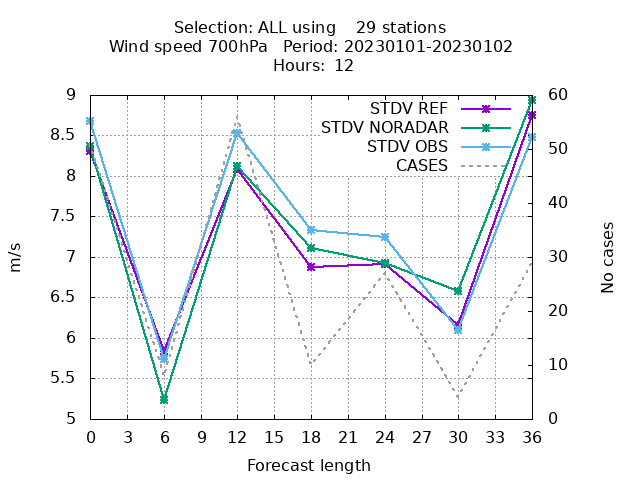 Selection: ALL using    29 stations
Wind speed 700hPa   Period: 20230101-20230102
Hours:  12
9
8.5
8
7.5
7
6.5
6
5.5
5
m/s
STDV REF
STDV NORADAR
STDV OBS
CASES
60
50
40
30
20
10
0
No cases
0 3 6 9 12 15 18 21 24 27 30 33 36
Forecast length